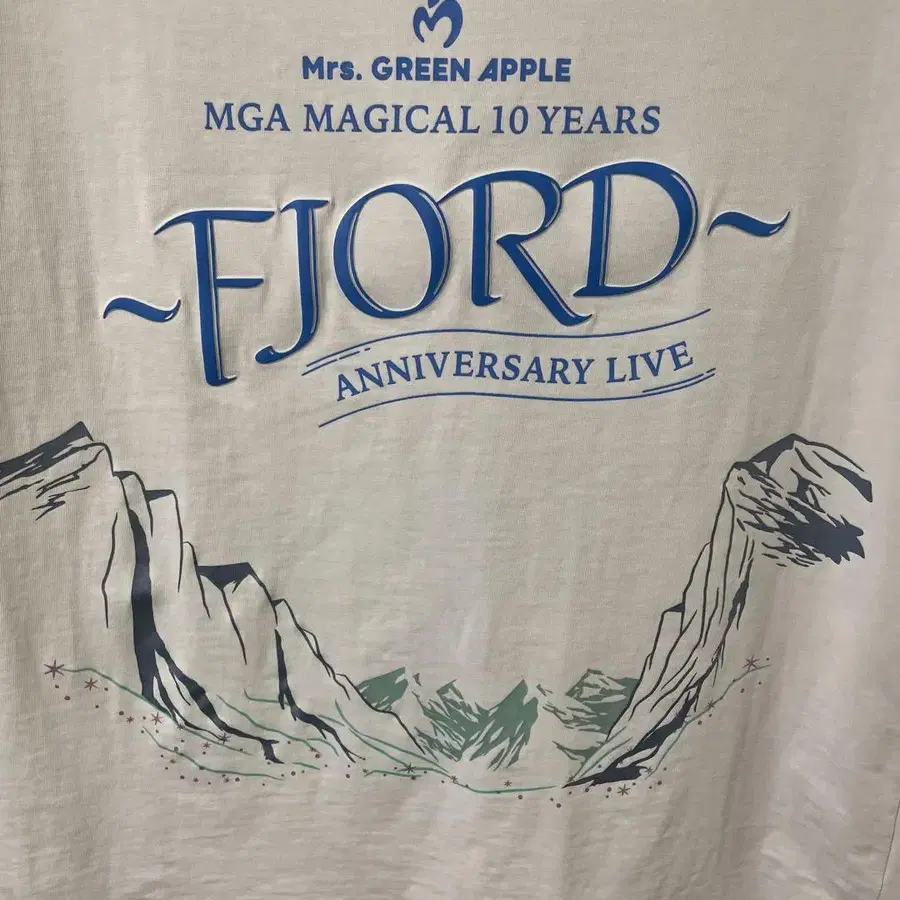 Mrs. GREEN APPLE
MGA MAGICAL 10 YEARS
~FJORD~
ANNIVERSARY LIVE